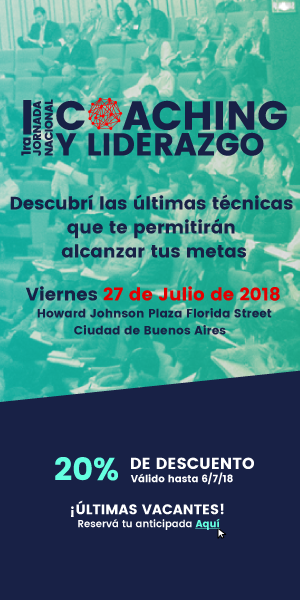 1ra JORNADA NACIONAL
COACHING
Y LIDERAZGO
Descubrí las últimas técnicas
que te permitirán
alcanzar tus metas
Viernes 27 de Julio de 2018
Howard Johnson Plaza Florida Street
Ciudad de Buenos Aires
20% DE DESCUENTO
Válido hasta 6/7/18
¡ÚLTIMAS VACANTES!
Reservá tu anticipada Aquí